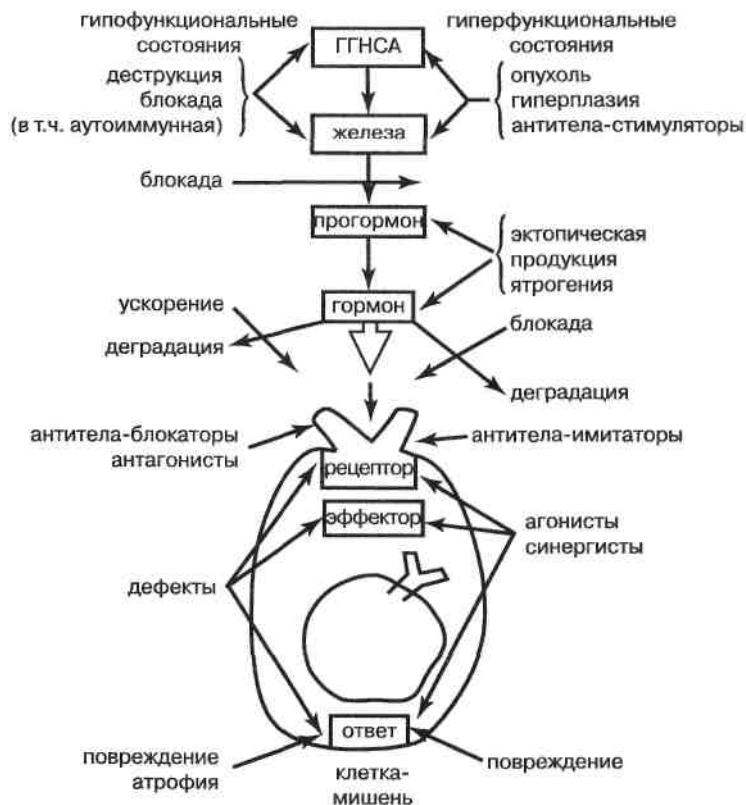 гипофункциональные
состояния
гиперфункциональные
состояния
ГГНСА
деструкция
блокада
(в т.ч. аутоиммунная)
опухоль
гиперплазия
антитела-стимуляторы
железа
блокада
прогормон
эктопическая
продукция
ятрогения
гормон
ускорение
деградация
блокада
деградация
антитела-блокаторы
антагонисты
антитела-имитаторы
рецептор
эффектор
агонисты
синергисты
дефекты
ответ
повреждение
атрофия
повреждение
клетка-
мишень